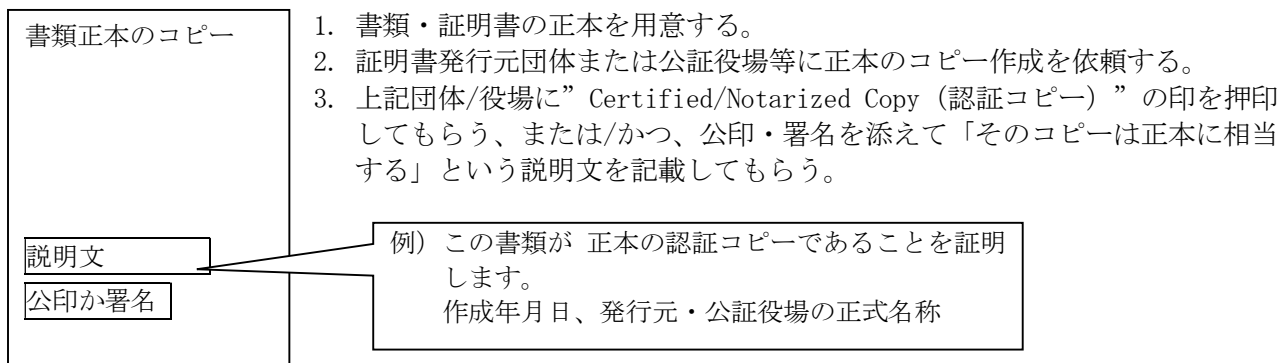 書類正本のコピー
1. 書類・証明書の正本を用意する。
2. 証明書発行元団体または公証役場等に正本のコピー作成を依頼する。
3. 上記団体/役場に”Certified/Notarized Copy (認証コピー)”の印を押印
してもらう、または/かつ、公印・署名を添えて「そのコピーは正本に相当
する」という説明文を記載してもらう。
説明文
公印か署名
例) この書類が 正本の認証コピーであることを証明
します。
作成年月日、発行元・公証役場の正式名称